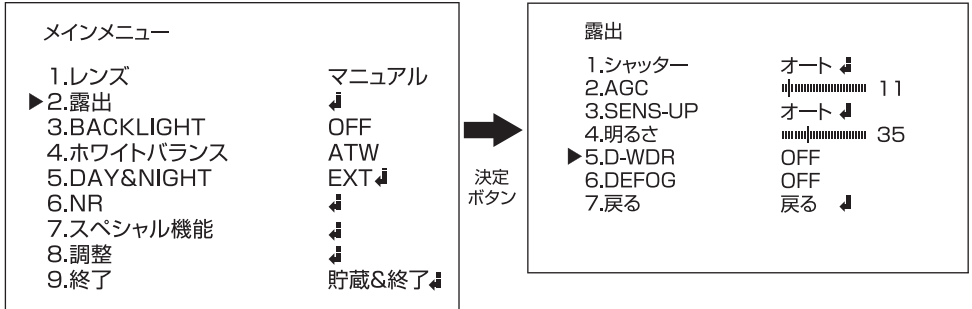 メインメニュー
1.レンズ マニュアル
▶2.露出 ↲
3.BACKLIGHT OFF
4.ホワイトバランス ATW
5.DAY&NIGHT EXT↲
6.NR ↲
7.スペシャル機能 ↲
8.調整 ↲
9.終了 貯蔵&終了↲
決定
ボタン
露出
1.シャッター オート ↲
2.AGC 11
3.SENS-UP オート ↲
4.明るさ 35
▶5.D-WDR OFF
6.DEFOG OFF
7.戻る 戻る ↲